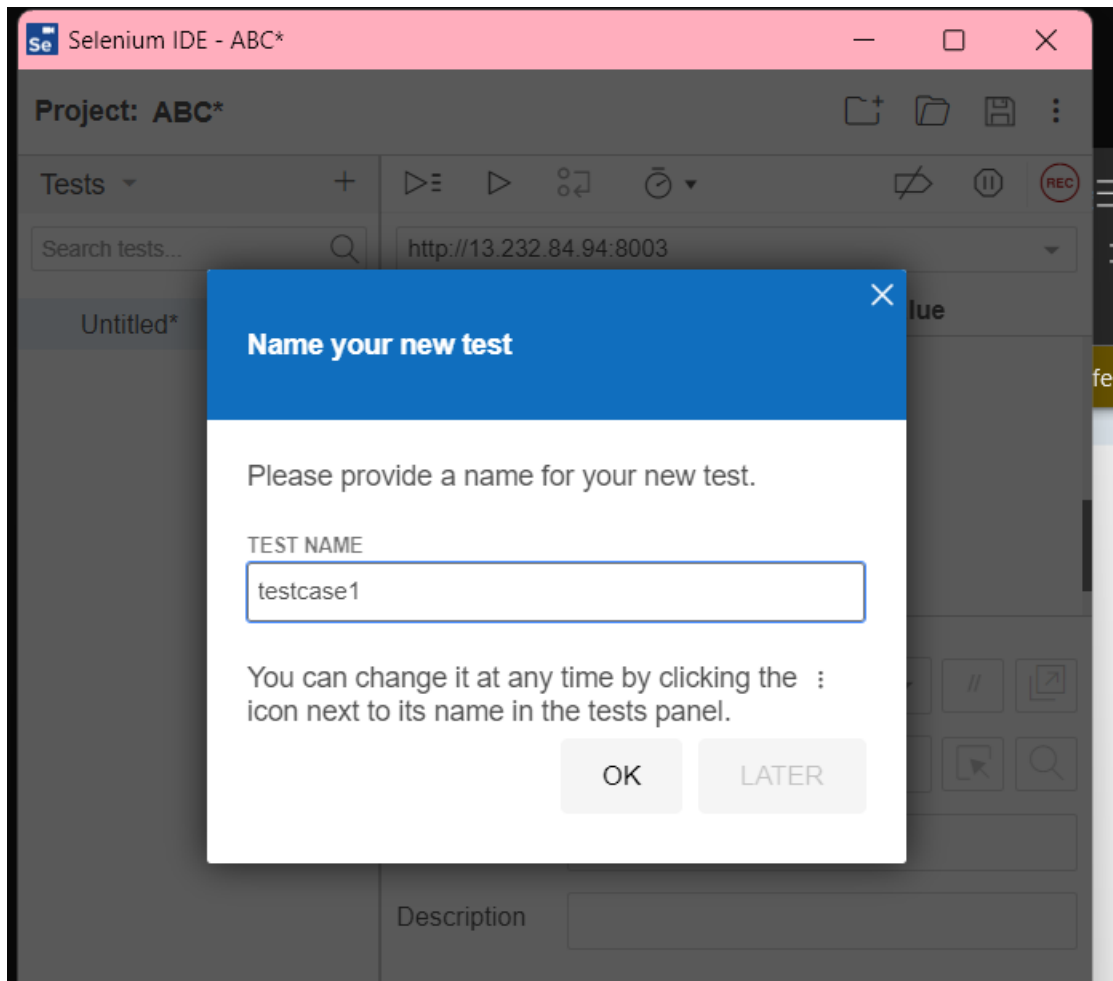 Se Selenium IDE - ABC*
Project: ABC*
Tests
REC
Search tests...
http://13.232.84.94:8003
Untitled*
lue
Name your new test
fe
Please provide a name for your new test.
TEST NAME
testcase1
You can change it at any time by clicking the
icon next to its name in the tests panel.
OK LATER
//
Description